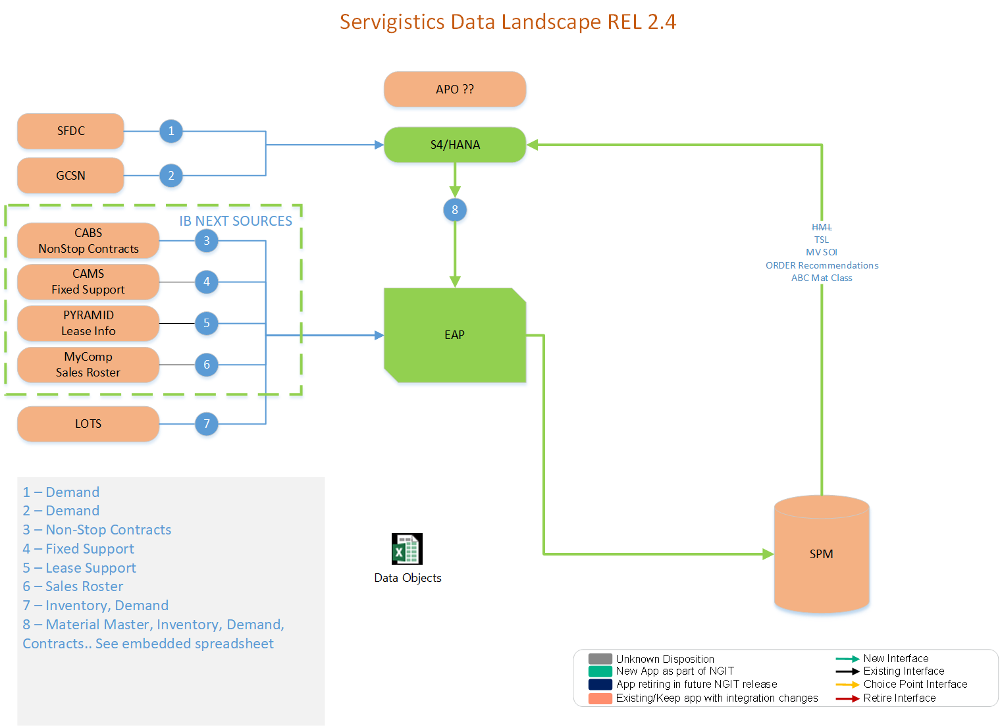 Servigistics Data Landscape REL 2.4
APO ??
SFDC
1
S4/HANA
GCSN
2
8
IB NEXT SOURCES
CABS
NonStop Contracts
3
CAMS
Fixed Support
4
PYRAMID
Lease Info
5
MyComp
Sales Roster
6
LOTS
7
EAP
HML
TSL
MV SOI
ORDER Recommendations
ABC Mat Class
SPM
1 – Demand
2 – Demand
3 – Non-Stop Contracts
4 – Fixed Support
5 – Lease Support
6 – Sales Roster
7 – Inventory, Demand
8 – Material Master, Inventory, Demand,
Contracts.. See embedded spreadsheet
X
Data Objects
Unknown Disposition
New App as part of NGIT
App retiring in future NGIT release
Existing/Keep app with integration changes
New Interface
Existing Interface
Choice Point Interface
Retire Interface